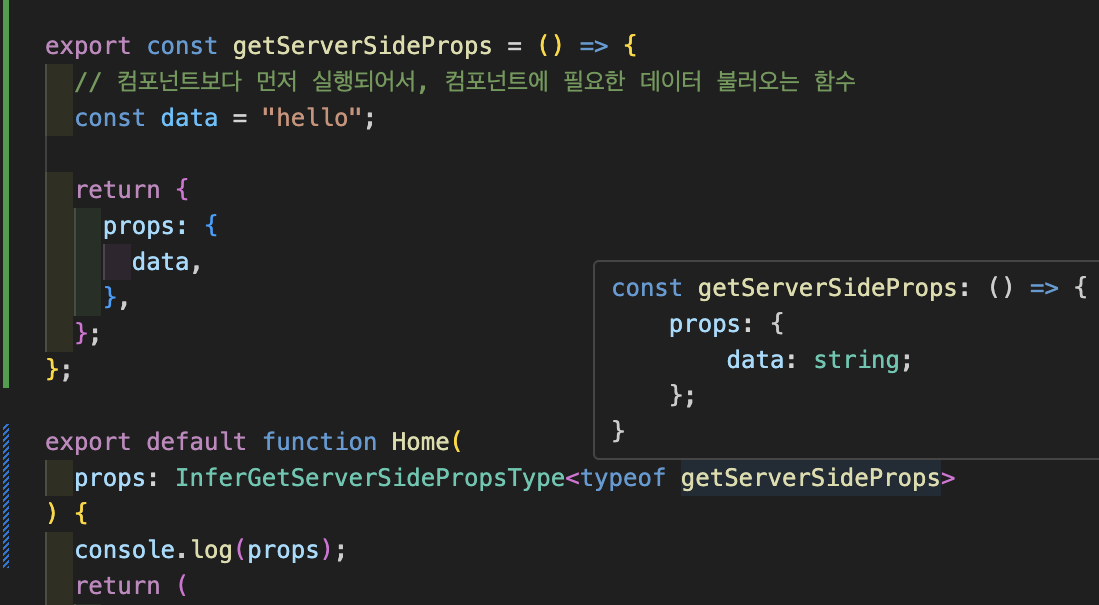 export const getServerSideProps = () => {
// 컴포넌트보다 먼저 실행되어서, 컴포넌트에 필요한 데이터 불러오는 함수
const data = "hello";
return {
props: {
data,
},
};
};
const getServerSideProps: () => {
props: {
data: string;
};
}
export default function Home(
props: InferGetServerSidePropsType<typeof getServerSideProps>
) {
console.log(props);
return (